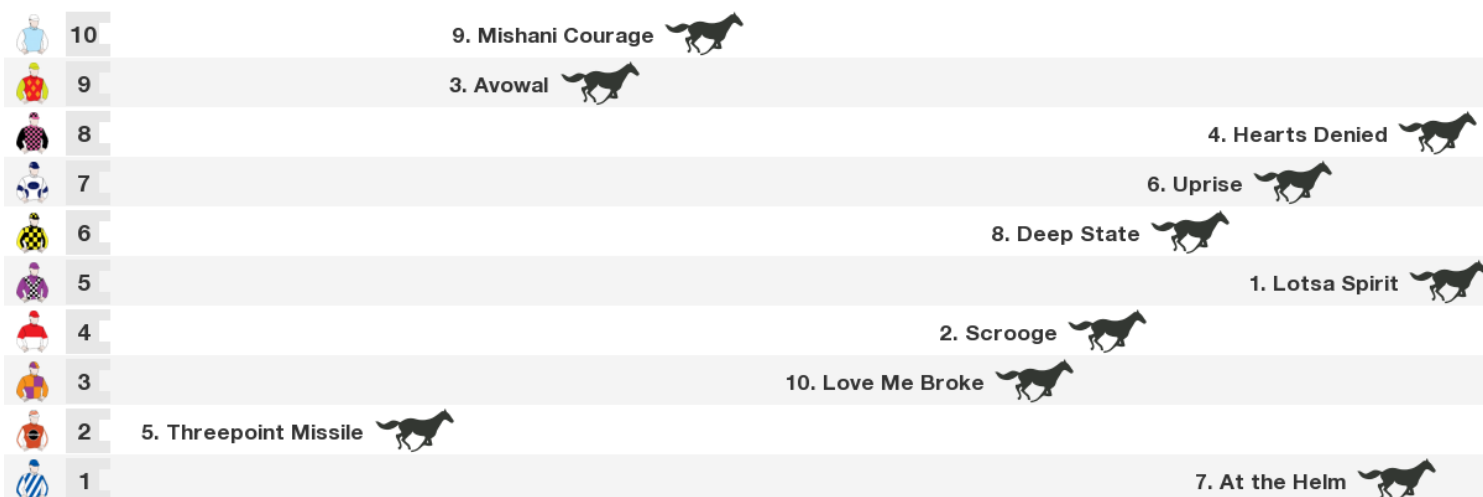 10 9. Mishani Courage
9 3. Avowal
8 4. Hearts Denied
7 6. Uprise
6 8. Deep State
5 1. Lotsa Spirit
4 2. Scrooge
3 10. Love Me Broke
2 5. Threepoint Missile
1 7. At the Helm